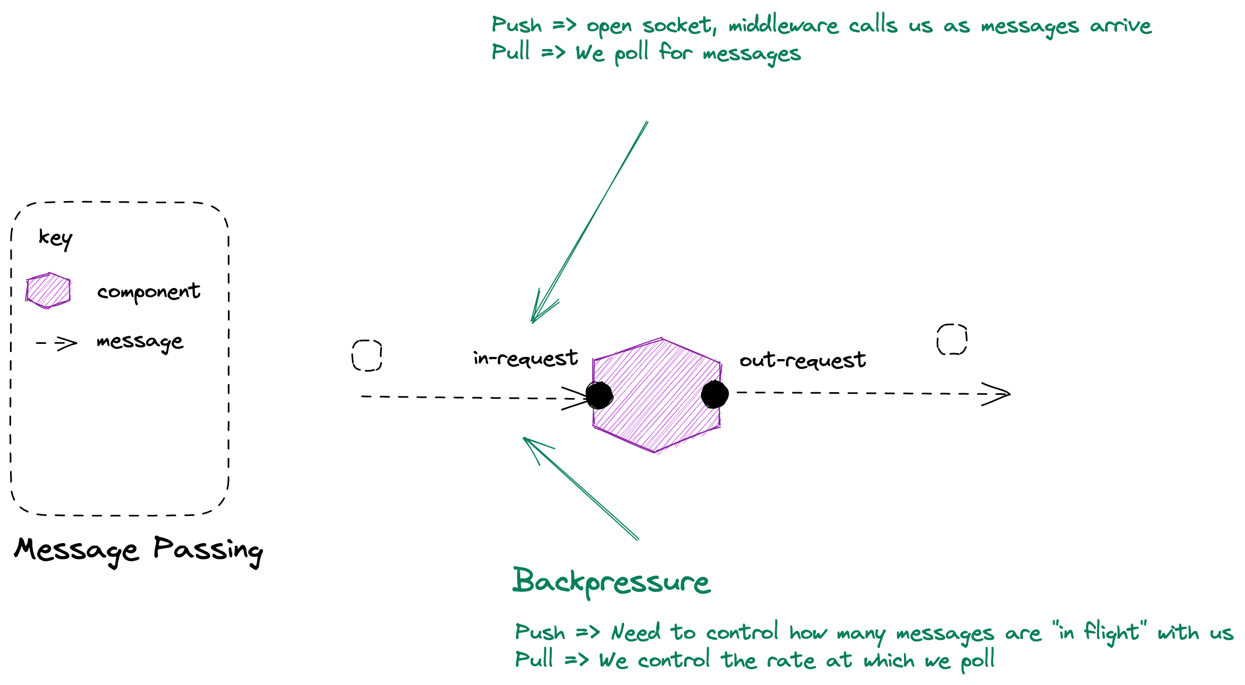 Push => open socket, middleware calls us as messages arrive
Pull => We poll for messages
key
component
message
in-request
out-request
Message Passing
Backpressure
Push => Need to control how many messages are "in flight" with us
Pull => We control the rate at which we poll